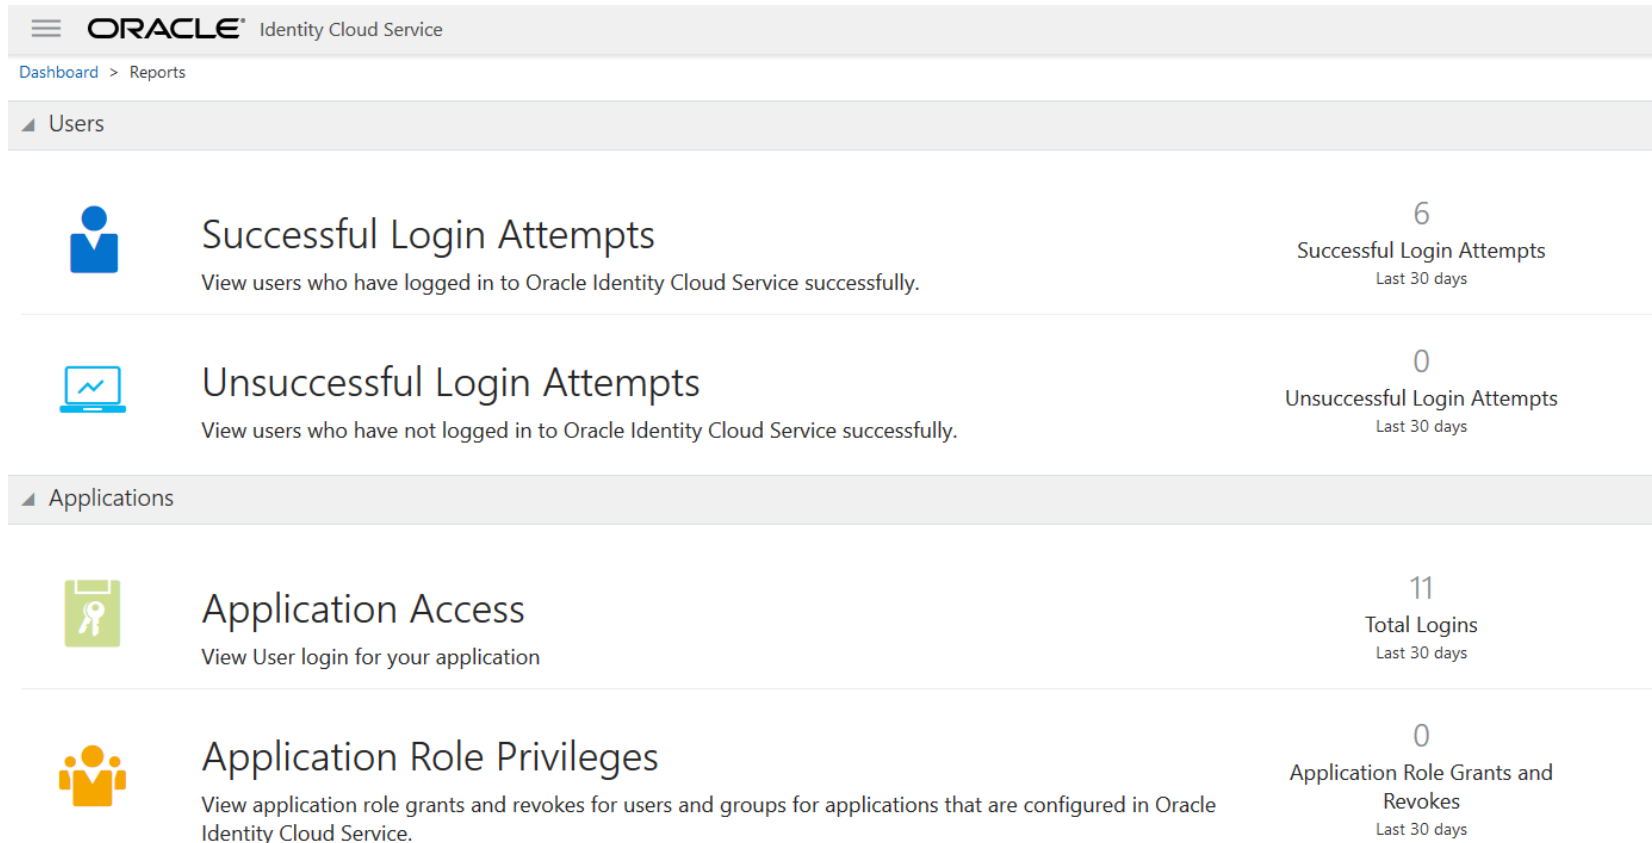 ORACLE® Identity Cloud Service
Dashboard > Reports
Users
Successful Login Attempts
View users who have logged in to Oracle Identity Cloud Service successfully.
6
Successful Login Attempts
Last 30 days
Unsuccessful Login Attempts
View users who have not logged in to Oracle Identity Cloud Service successfully.
0
Unsuccessful Login Attempts
Last 30 days
Applications
Application Access
View User login for your application
11
Total Logins
Last 30 days
Application Role Privileges
View application role grants and revokes for users and groups for applications that are configured in Oracle
Identity Cloud Service.
0
Application Role Grants and
Revokes
Last 30 days